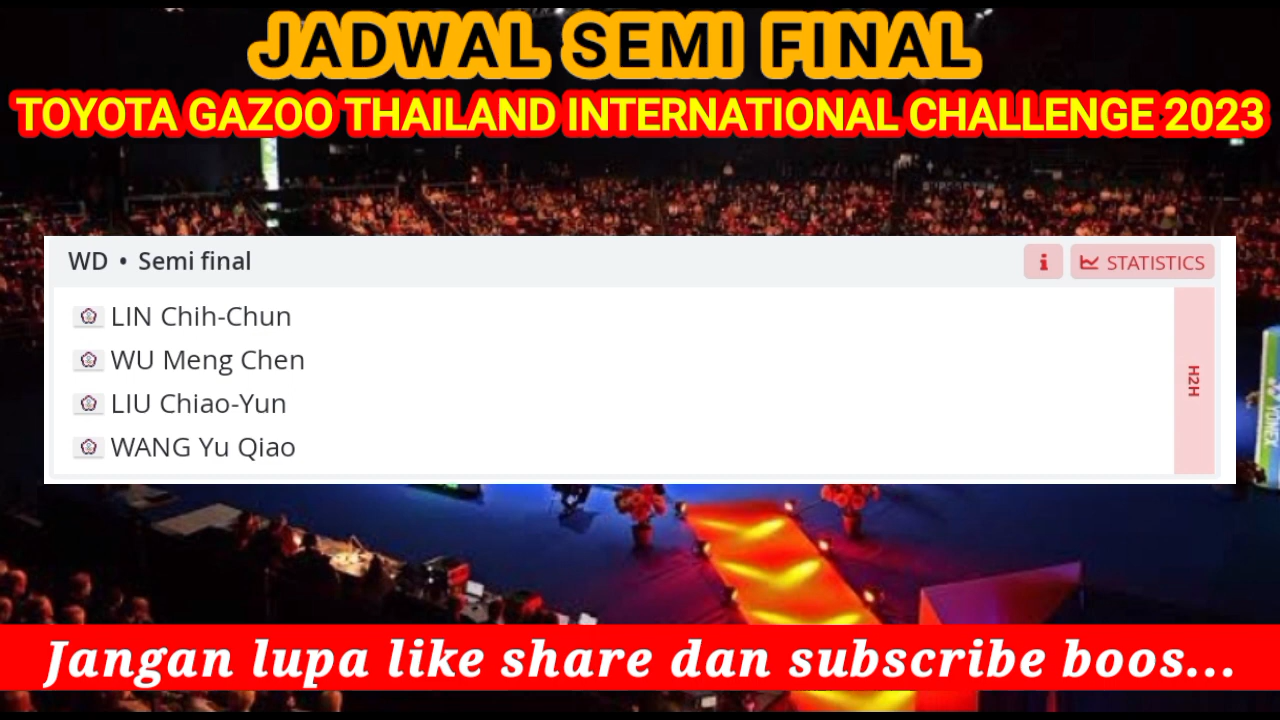 JADWAL SEMI FINAL
TOYOTA GAZOO THAILAND INTERNATIONAL CHALLENGE 2023
WD • Semi final
i STATISTICS
LIN Chih-Chun
WU Meng Chen
LIU Chiao-Yun
WANG Yu Qiao
H2H
YONEX
Jangan lupa like share dan subscribe boos...